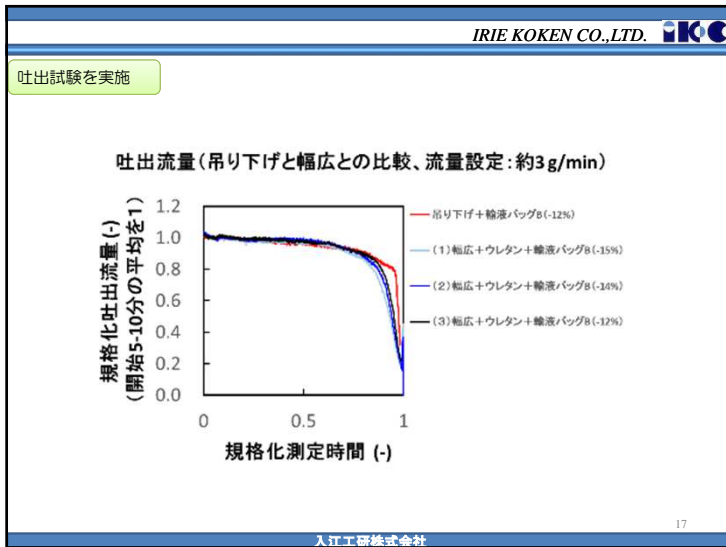 IRIE KOKEN CO.,LTD. IKC
吐出試験を実施
吐出流量(吊り下げと幅広との比較、流量設定:約3g/min)
規格化吐出流量(-)
(開始5-10分の平均を1)
1.2
1.0
0.8
0.6
0.4
0.2
0.0
0 0.5 1
規格化測定時間 (-)
吊り下げ+輸液バッグB(-12%)
(1)幅広+ウレタン+輸液バッグB(-15%)
(2)幅広+ウレタン+輸液バッグB(-14%)
(3)幅広+ウレタン+輸液バッグB(-12%)
17
入江工研株式会社